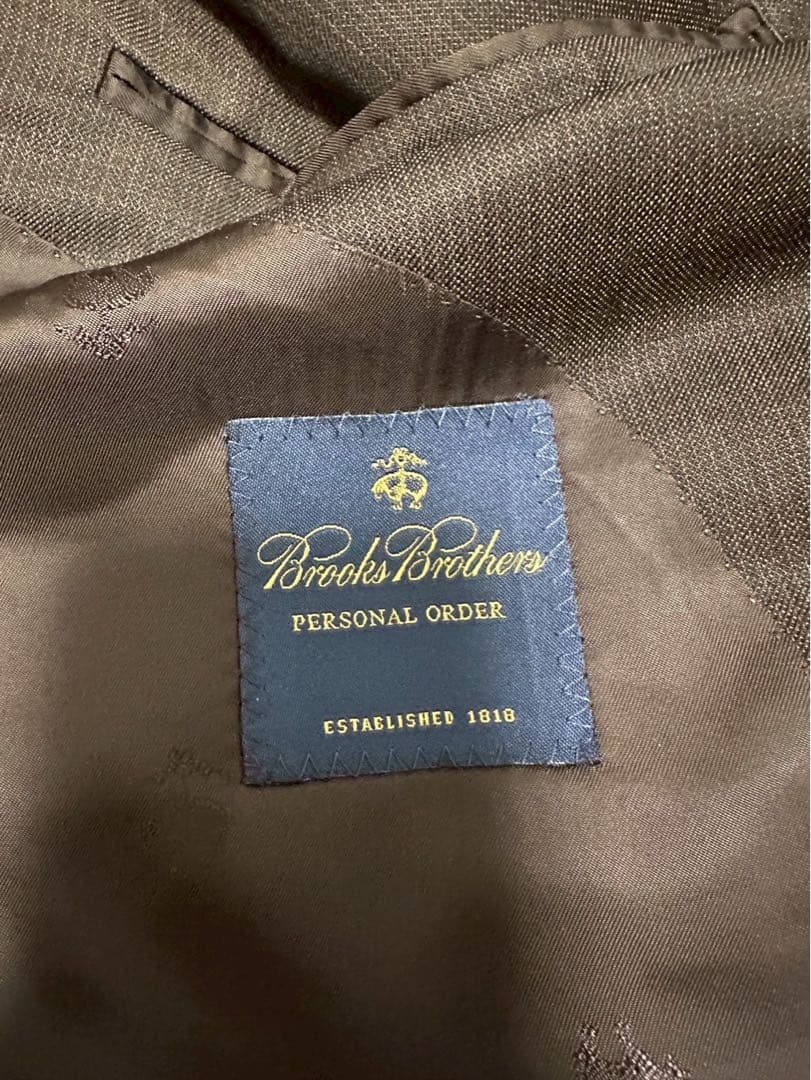 Brooks Brothers
PERSONAL ORDER
ESTABLISHED 1818